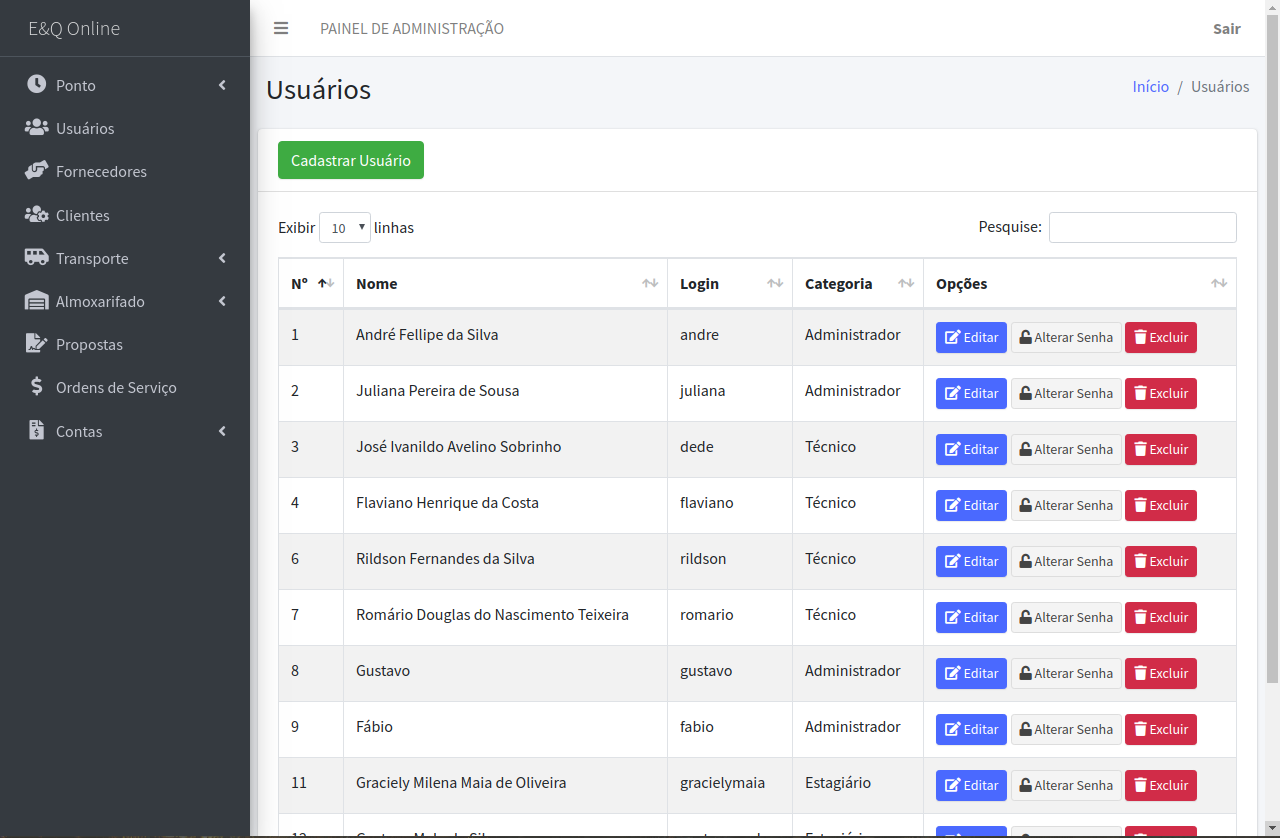 E&Q Online
PAINEL DE ADMINISTRAÇÃO
Sair
Ponto
Usuários
Fornecedores
Clientes
Transporte
Almoxarifado
Propostas
Ordens de Serviço
Contas
Usuários
Início / Usuários
Cadastrar Usuário
Exibir 10 linhas
Pesquise:
Nº Nome Login Categoria Opções
1 André Fellipe da Silva andre Administrador Editar Alterar Senha Excluir
2 Juliana Pereira de Sousa juliana Administrador Editar Alterar Senha Excluir
3 José Ivanildo Avelino Sobrinho dede Técnico Editar Alterar Senha Excluir
4 Flaviano Henrique da Costa flaviano Técnico Editar Alterar Senha Excluir
6 Rildson Fernandes da Silva rildson Técnico Editar Alterar Senha Excluir
7 Romário Douglas do Nascimento Teixeira romario Técnico Editar Alterar Senha Excluir
8 Gustavo gustavo Administrador Editar Alterar Senha Excluir
9 Fábio fabio Administrador Editar Alterar Senha Excluir
11 Graciely Milena Maia de Oliveira gracielymaia Estagiário Editar Alterar Senha Excluir